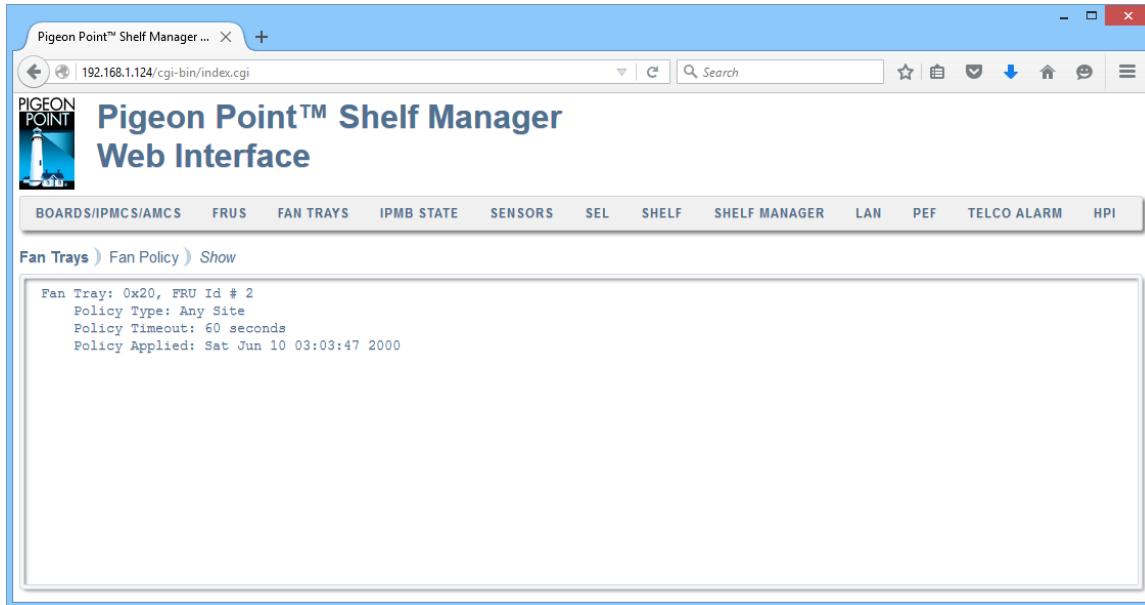 Pigeon Point™ Shelf Manager ...
192.168.1.124/cgi-bin/index.cgi
Search
PIGEON
POINT
Pigeon Point™ Shelf Manager
Web Interface
BOARDS/IPMCS/AMCS FRUS FAN TRAYS IPMB STATE SENSORS SEL SHELF SHELF MANAGER LAN PEF TELCO ALARM HPI
Fan Trays ) Fan Policy ) Show
Fan Tray: 0x20, FRU Id # 2
Policy Type: Any Site
Policy Timeout: 60 seconds
Policy Applied: Sat Jun 10 03:03:47 2000